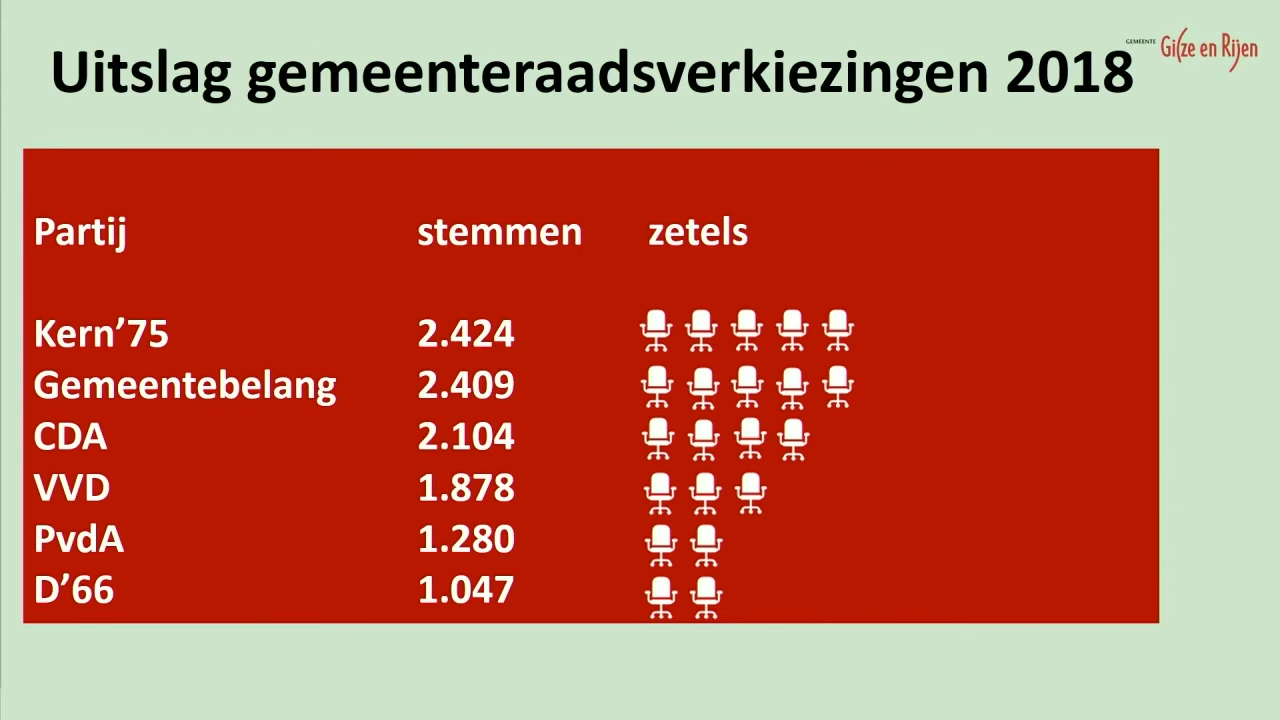 Uitslag gemeenteraadsverkiezingen 2018
GEMEENTE Gilze en Rijen
Partij stemmen zetels
Kern’75 2.424
Gemeentebelang 2.409
CDA 2.104
VVD 1.878
PvdA 1.280
D’66 1.047